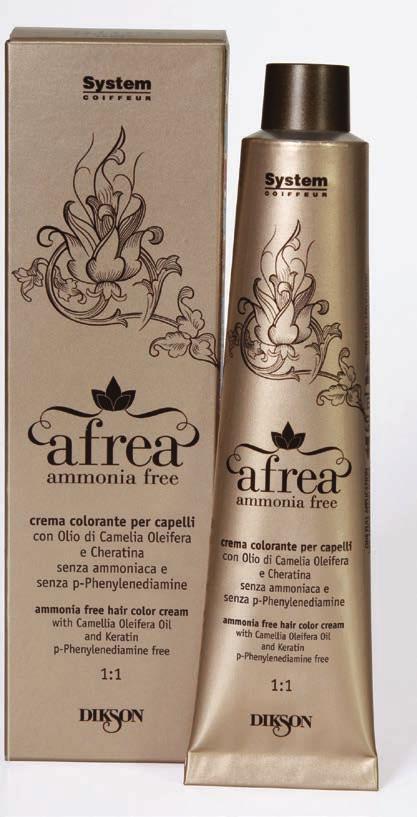 System
COIFFEUR
afrea
ammonia free
crema colorante per capelli
con Olio di Camelia Oleifera
e Cheratina
senza ammoniaca e
senza p-Phenylenediamine
ammonia free hair color cream
with Camellia Oleifera Oil
and Keratin
p-Phenylenediamine free
1:1
DIKSON
System
COIFFEUR
afrea
ammonia free
crema colorante per capelli
con Olio di Camelia Oleifera
e Cheratina
senza ammoniaca e
senza p-Phenylenediamine
ammonia free hair color cream
with Camellia Oleifera Oil
and Keratin
p-Phenylenediamine free
1:1
DIKSON